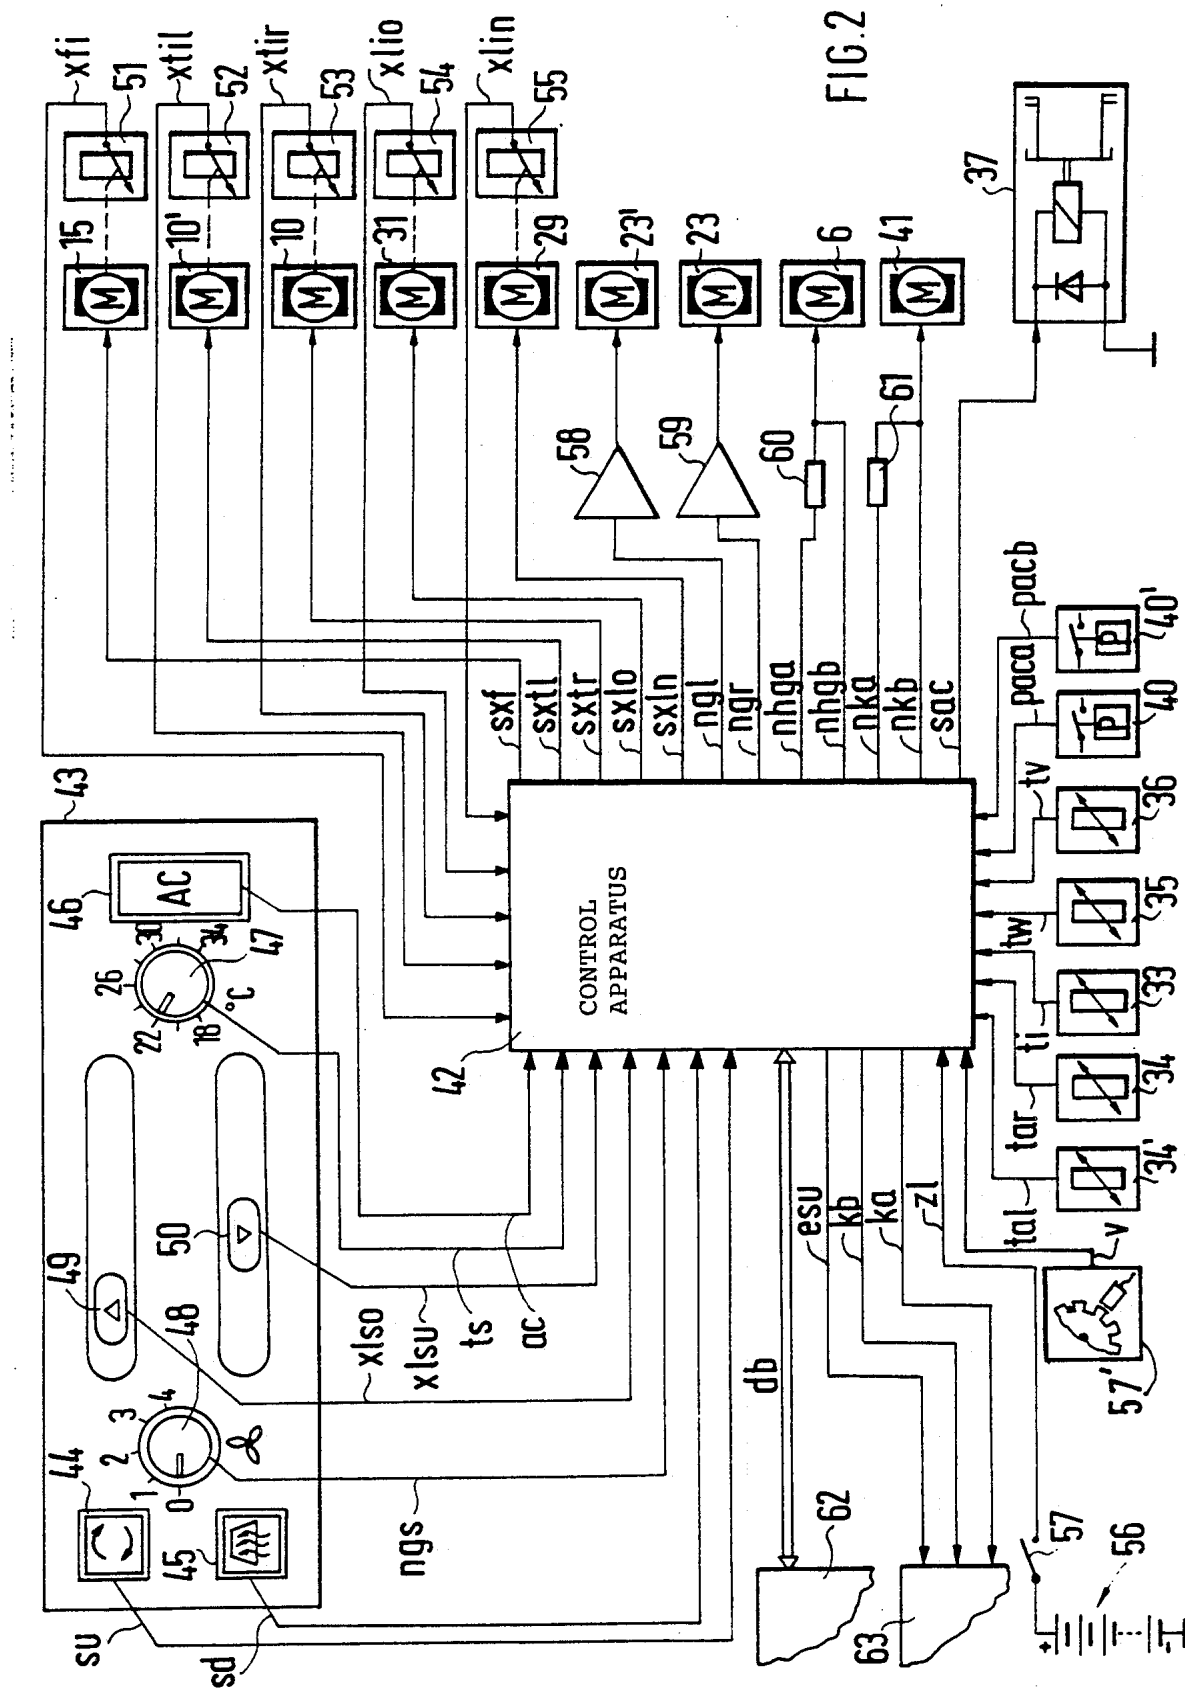 FIG.2
43
46
AC
47
°C
18
22
26
30
34
49
50
48
0
1
2
3
4
44
45
su
sd
ngs
xlso
xlsu
ts
ac
xfi
51
15
xtil
52
10'
xtir
53
10
xlio
54
31
xlin
55
29
M
M
M
M
M
58
23'
M
59
23
M
60
6
M
61
41
M
37
sxf
sxtl
sxtr
sxlo
sxln
ngl
ngr
nhga
nhgb
nka
nkb
sac
42
CONTROL
APPARATUS
db
esu
kb
ka
zl
v
tal
tar
ti
tw
tv
paca
pacb
34'
34
33
35
36
40
P
40'
P
57'
62
63
57
56
+
-